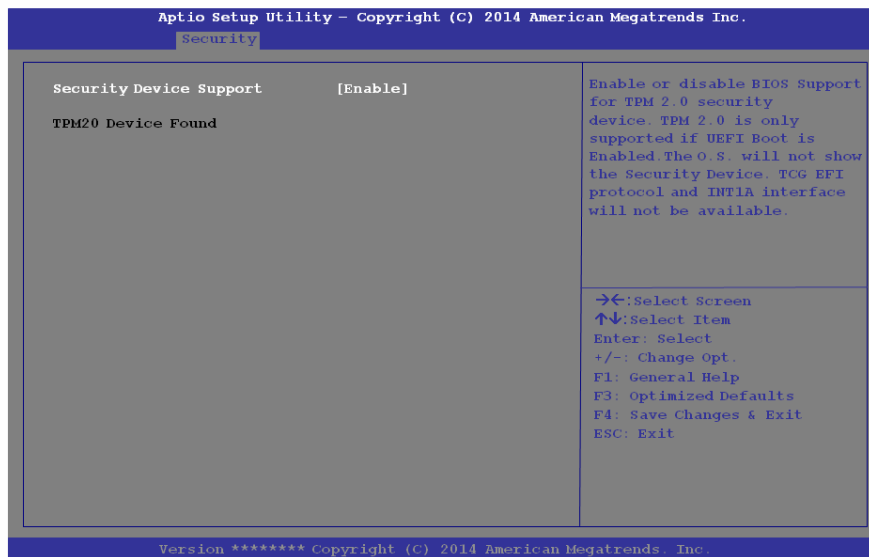 Aptio Setup Utility – Copyright (C) 2014 American Megatrends Inc.
Security
Security Device Support [Enable]
TPM20 Device Found
Enable or disable BIOS Support
for TPM 2.0 security
device. TPM 2.0 is only
supported if UEFI Boot is
Enabled.The O.S. will not show
the Security Device. TCG EFI
protocol and INT1A interface
will not be available.
→←:Select Screen
↑↓:Select Item
Enter: Select
+/-: Change Opt.
F1: General Help
F3: Optimized Defaults
F4: Save Changes & Exit
ESC: Exit
Version ******** Copyright (C) 2014 American Megatrends. Inc.